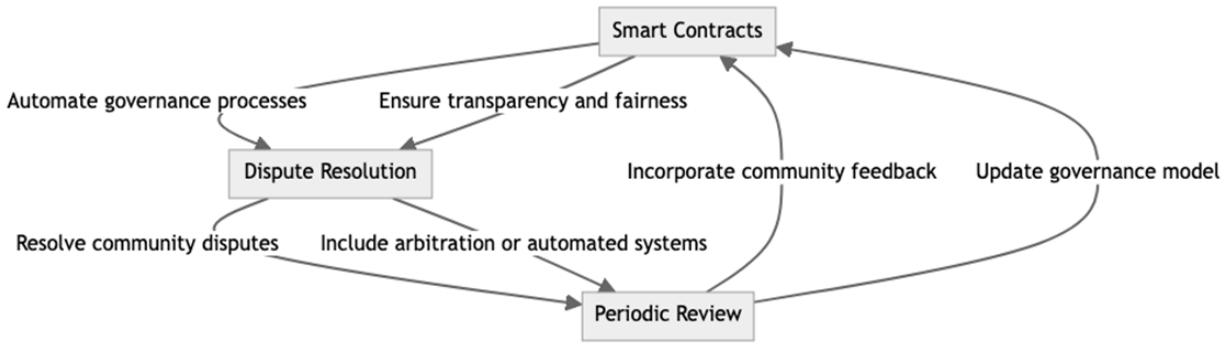 Smart Contracts
Automate governance processes
Ensure transparency and fairness
Dispute Resolution
Incorporate community feedback
Update governance model
Resolve community disputes
Include arbitration or automated systems
Periodic Review